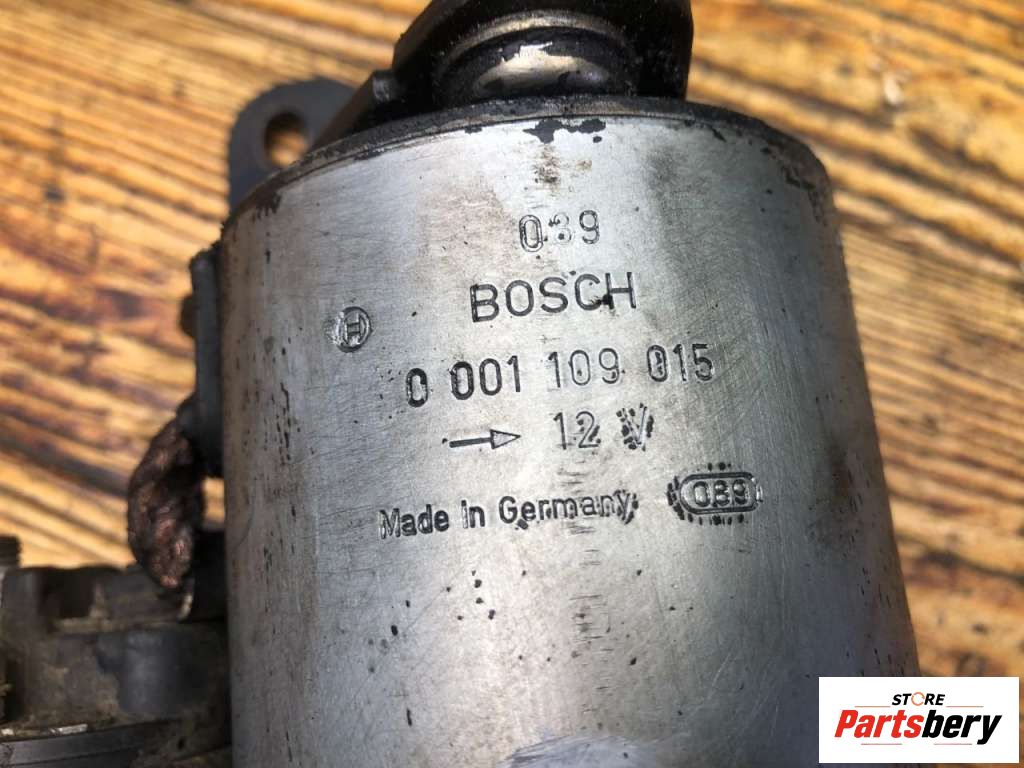 039
BOSCH
0 001 109 015
→ 12 V
Made in Germany 039
STORE
Partsbery